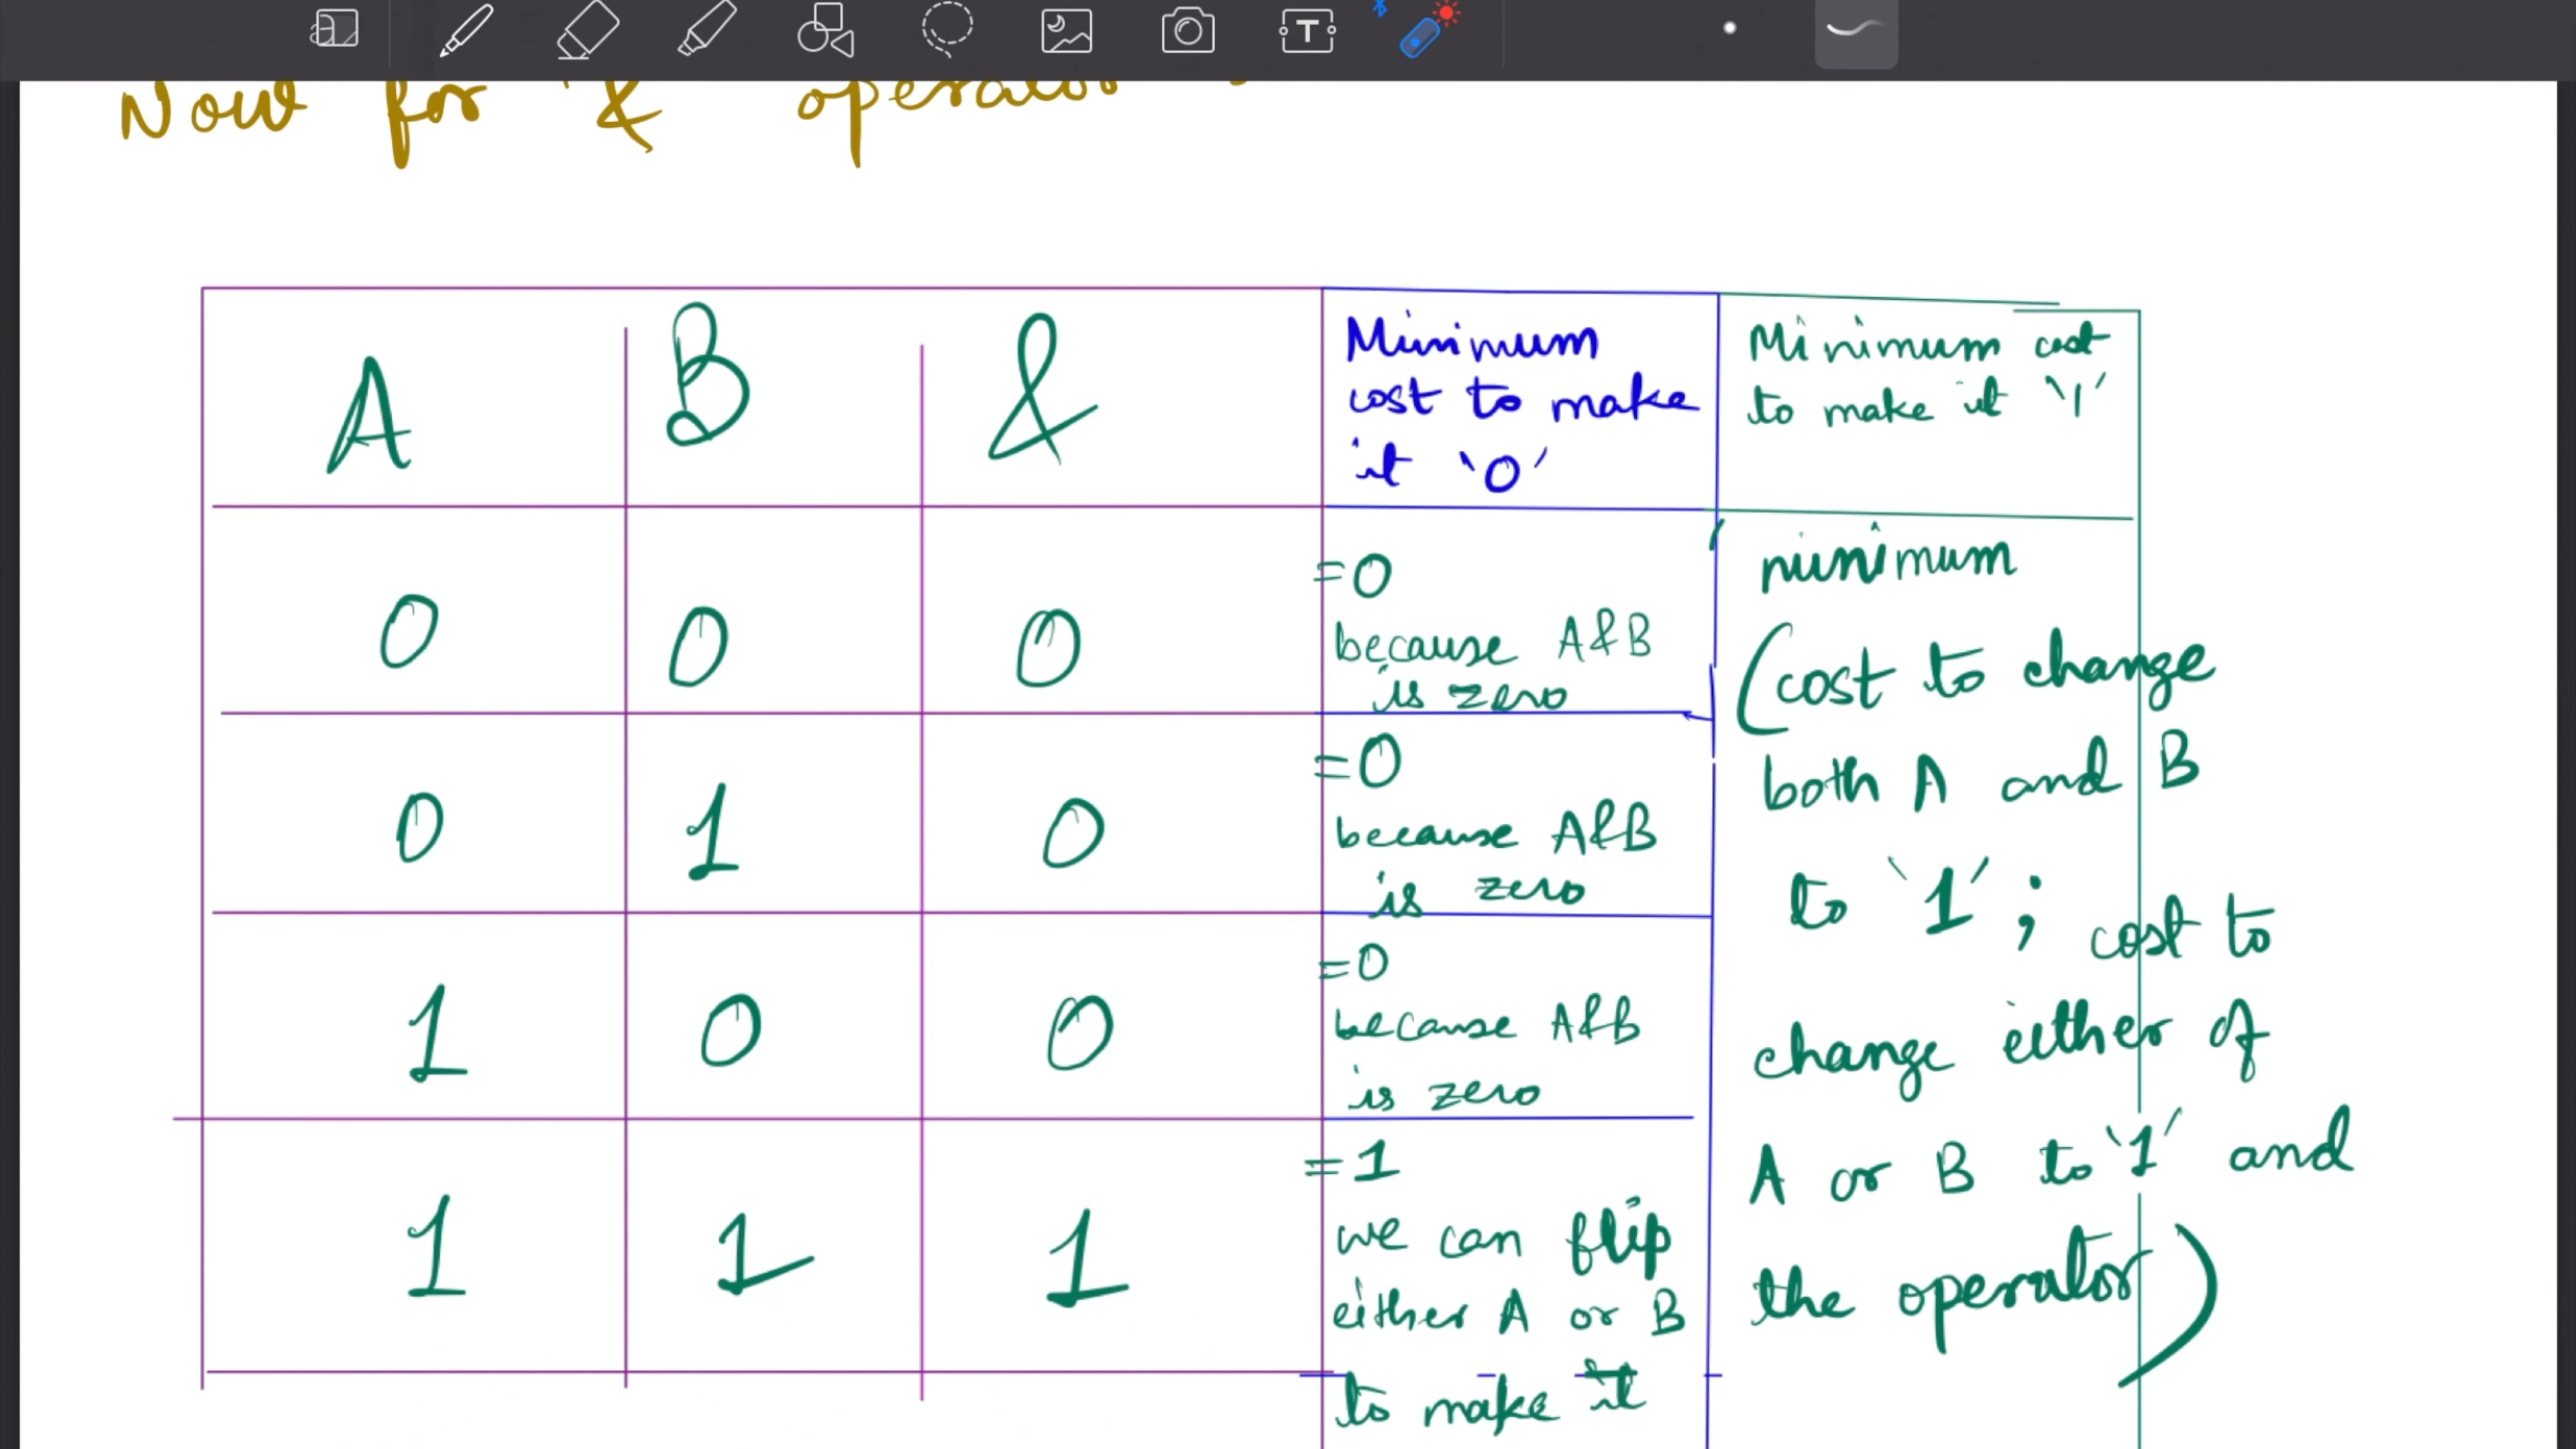 Now for '& operator
A B & Minimum cost to make it '0' Minimum cost to make it '1'
0 0 0 =0 because A&B is zero
0 1 0 =0 because A&B is zero
1 0 0 =0 because A&B is zero
1 1 1 =1 we can flip either A or B to make it
minimum
(cost to change
both A and B
to '1'; cost to
change either of
A or B to '1' and
the operator)